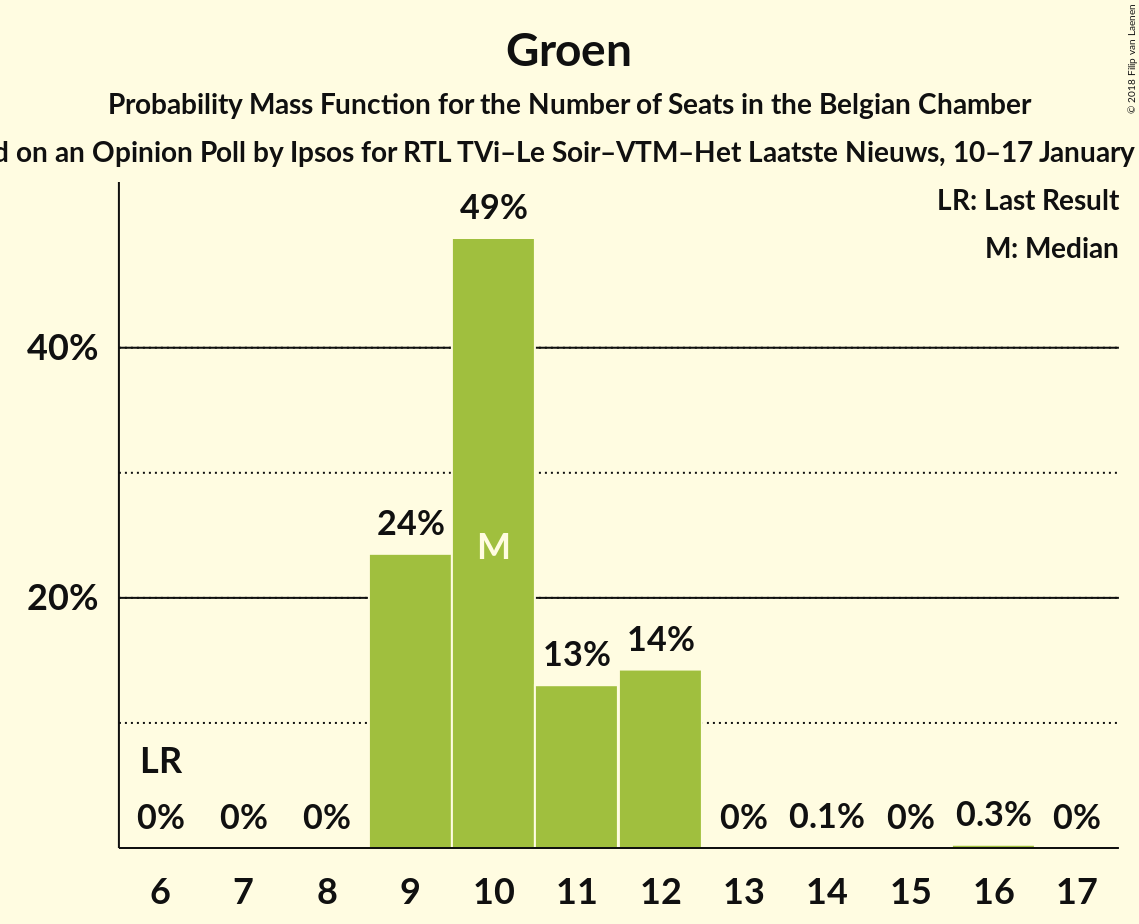 Groen
Probability Mass Function for the Number of Seats in the Belgian Chamber
on an Opinion Poll by Ipsos for RTL TVi–Le Soir–VTM–Het Laatste Nieuws, 10–17 January
© 2018 Filip van Laenen
LR: Last Result
M: Median
49%
40%
24%
M
20%
13% 14%
LR
0% 0% 0% 0% 0.1% 0% 0.3% 0%
6 7 8 9 10 11 12 13 14 15 16 17